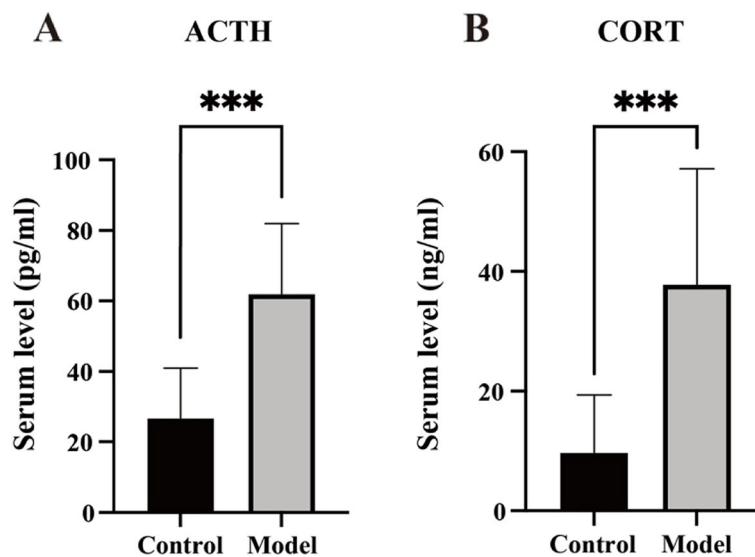 A ACTH
***
Serum level (pg/ml)
100
80
60
40
20
0
Control Model
B CORT
***
Serum level (ng/ml)
60
40
20
0
Control Model